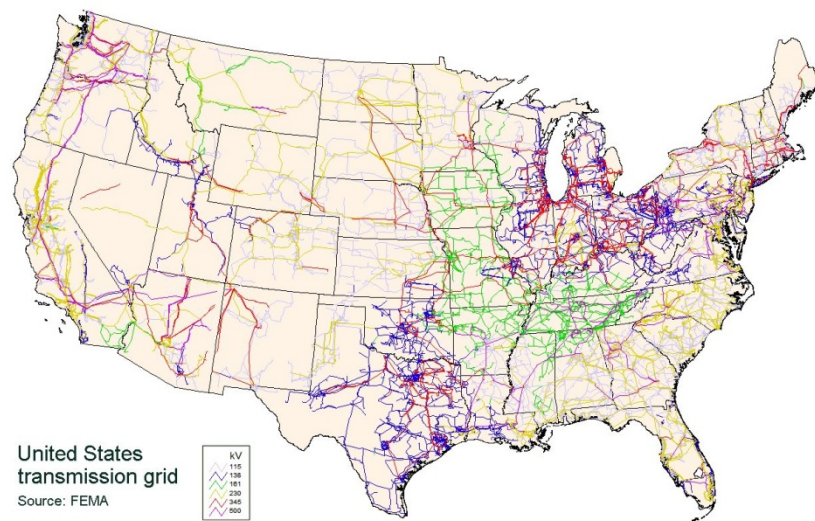 United States
transmission grid
Source: FEMA
kV
115
138
161
230
345
500